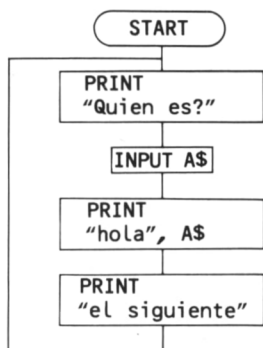 START
PRINT
"Quien es?"
INPUT A$
PRINT
"hola", A$
PRINT
"el siguiente"